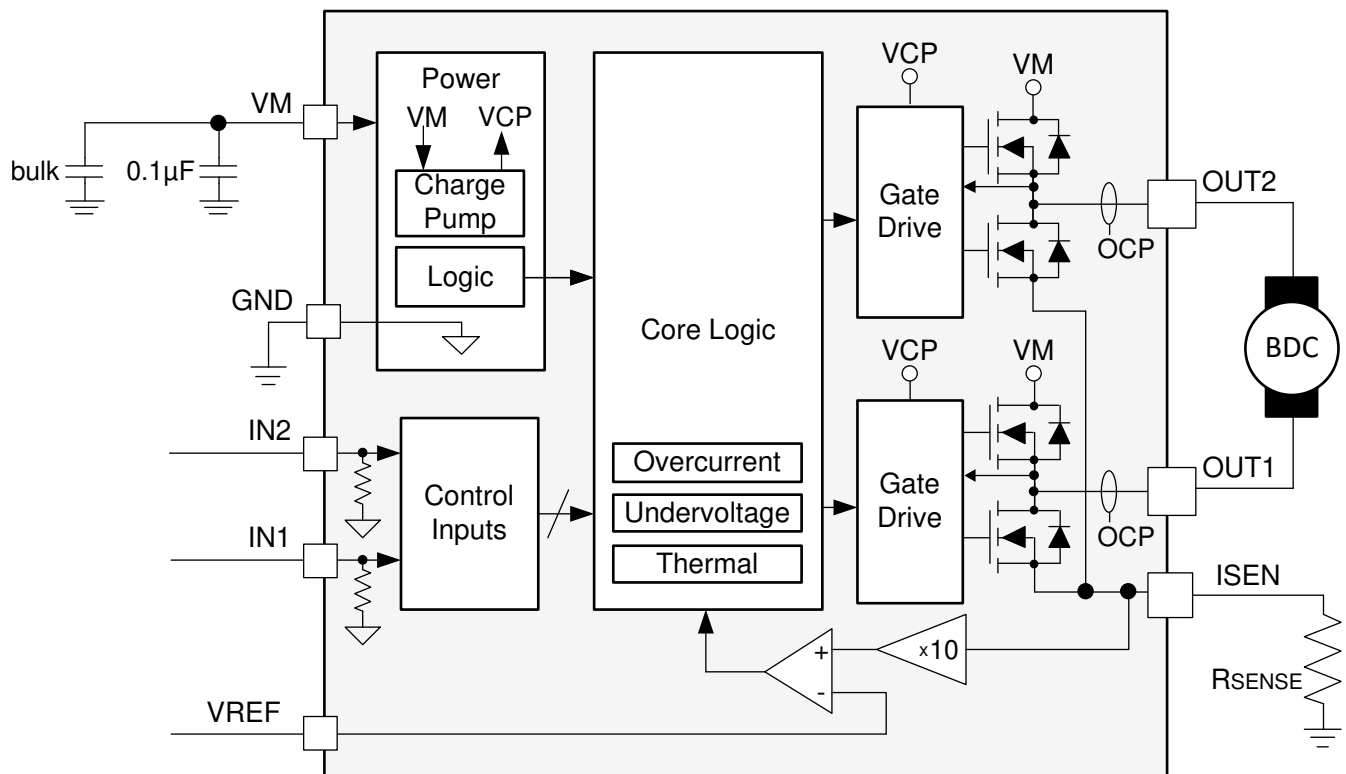 Power
VCP
VM
VM
VM
VCP
bulk
0.1µF
Charge
Pump
OUT2
Gate
Drive
Logic
OCP
GND
Core Logic
BDC
VCP
VM
IN2
OUT1
Overcurrent
Control
Inputs
Gate
Drive
Undervoltage
IN1
OCP
Thermal
ISEN
+
x10
-
RSENSE
VREF